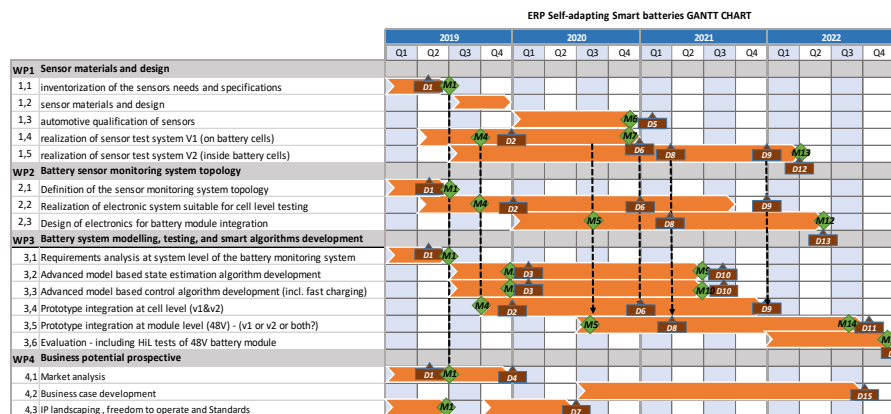 ERP Self-adapting Smart batteries GANTT CHART
2019 2020 2021 2022
Q1 Q2 Q3 Q4 Q1 Q2 Q3 Q4 Q1 Q2 Q3 Q4 Q1 Q2 Q3 Q4
WP1 Sensor materials and design
1,1 inventorization of the sensors needs and specifications D1 M1
1,2 sensor materials and design
1,3 automotive qualification of sensors M6 D5
1,4 realization of sensor test system V1 (on battery cells) M4 D2 M7 D6
1,5 realization of sensor test system V2 (inside battery cells) D8 D9 M13 D12
WP2 Battery sensor monitoring system topology
2,1 Definition of the sensor monitoring system topology D1 M1
2,2 Realization of electronic system suitable for cell level testing M4 D2 D6 D9
2,3 Design of electronics for battery module integration M5 D8 M12
WP3 Battery system modelling, testing, and smart algorithms development D13
3,1 Requirements analysis at system level of the battery monitoring system D1 M1
3,2 Advanced model based state estimation algorithm development D3 M9 D10
3,3 Advanced model based control algorithm development (incl. fast charging) D3 D10
3,4 Prototype integration at cell level (v1&v2) M4 D2 D6 D9
3,5 Prototype integration at module level (48V) - (v1 or v2 or both?) M5 D8 M14 D11
3,6 Evaluation - including HiL tests of 48V battery module
WP4 Business potential prospective
4,1 Market analysis D1 M1 D4
4,2 Business case development D15
4,3 IP landscaping , freedom to operate and Standards M1 D7